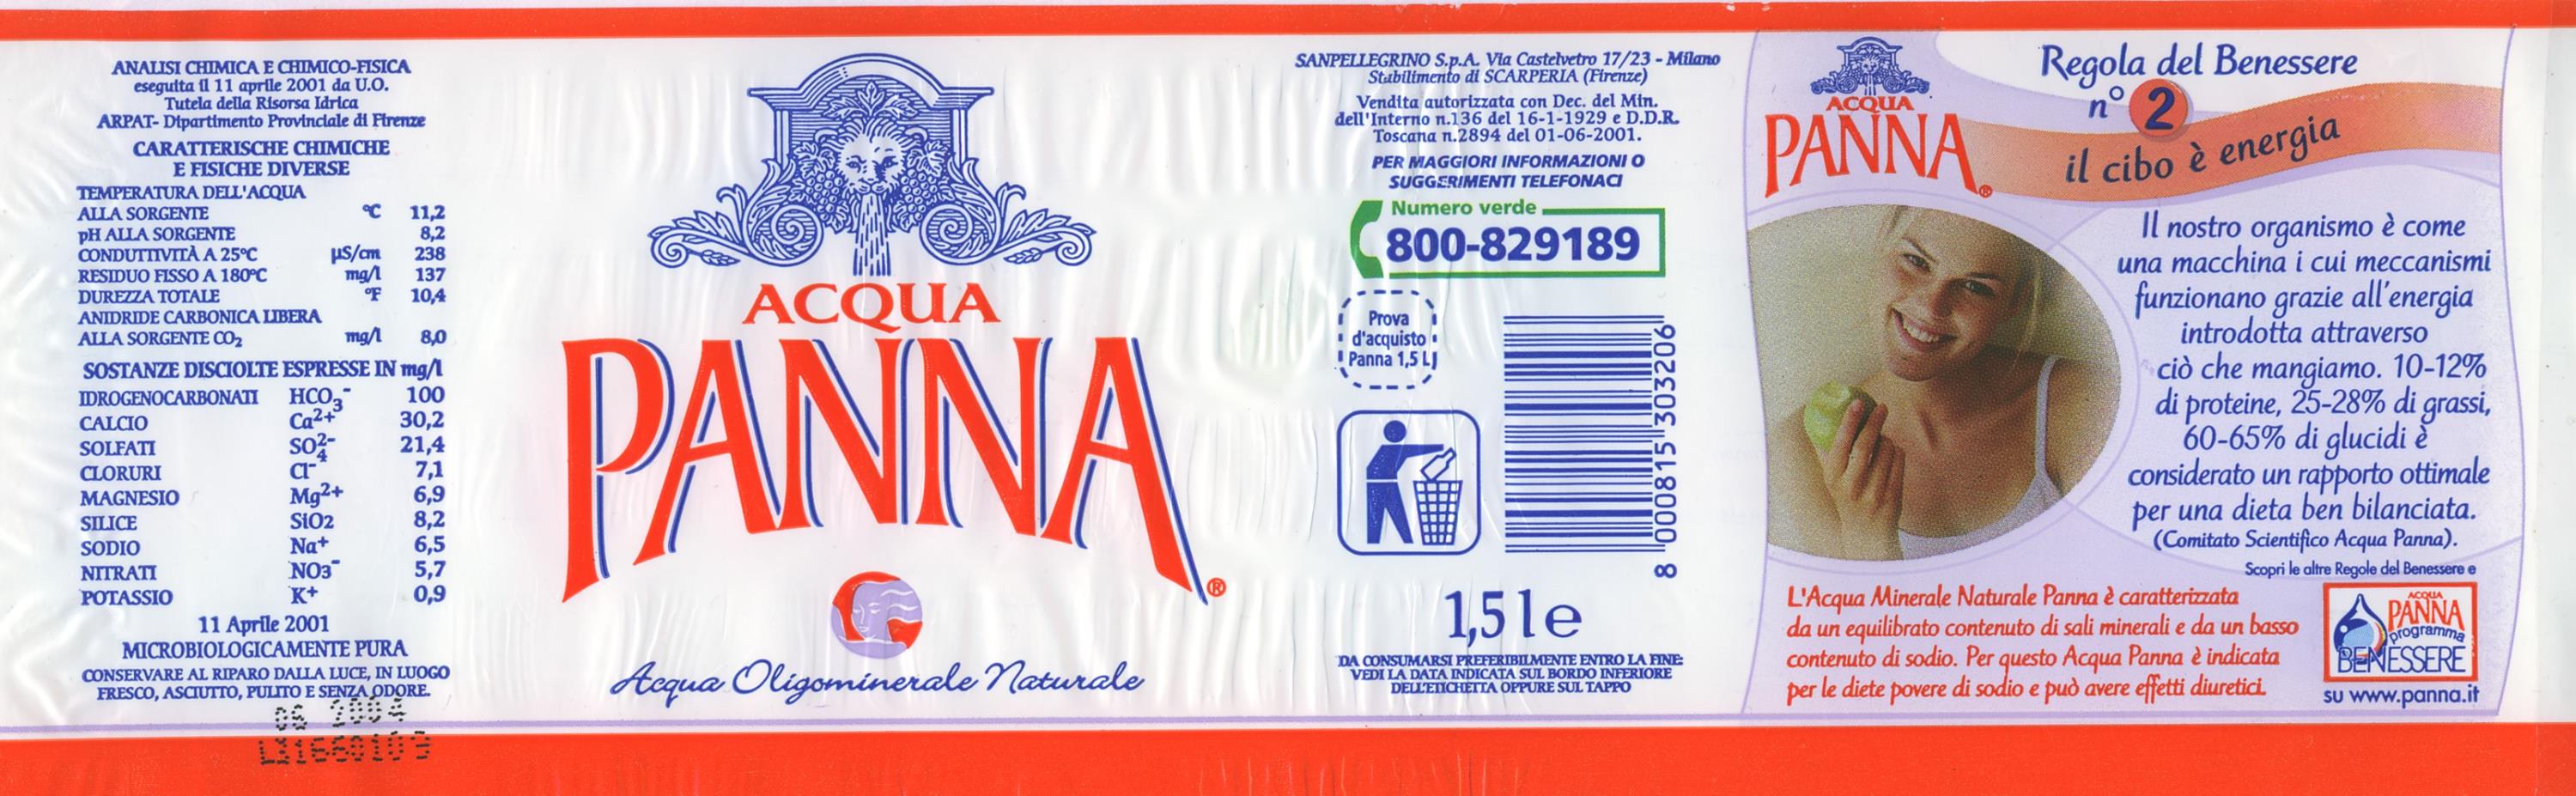 ANALISI CHIMICA E CHIMICO-FISICA
eseguita il 11 aprile 2001 da U.O.
Tutela della Risorsa Idrica
ARPAT- Dipartimento Provinciale di Firenze
CARATTERISCHE CHIMICHE
E FISICHE DIVERSE
TEMPERATURA DELL'ACQUA
ALLA SORGENTE °C 11,2
pH ALLA SORGENTE 8,2
CONDUTTIVITÀ A 25°C µS/cm 238
RESIDUO FISSO A 180°C mg/l 137
DUREZZA TOTALE °F 10,4
ANIDRIDE CARBONICA LIBERA
ALLA SORGENTE CO2 mg/l 8,0
SOSTANZE DISCIOLTE ESPRESSE IN mg/l
IDROGENOCARBONATI HCO3- 100
CALCIO Ca2+ 30,2
SOLFATI SO42- 21,4
CLORURI Cl- 7,1
MAGNESIO Mg2+ 6,9
SILICE SiO2 8,2
SODIO Na+ 6,5
NITRATI NO3- 5,7
POTASSIO K+ 0,9
11 Aprile 2001
MICROBIOLOGICAMENTE PURA
CONSERVARE AL RIPARO DALLA LUCE, IN LUOGO
FRESCO, ASCIUTTO, PULITO E SENZA ODORE.
06 2004
ACQUA
PANNA®
Acqua Oligominerale Naturale
SANPELLEGRINO S.p.A. Via Castelvetro 17/23 - Milano
Stabilimento di SCARPERIA (Firenze)
Vendita autorizzata con Dec. del Min.
dell'Interno n.136 del 16-1-1929 e D.D.R.
Toscana n.2894 del 01-06-2001.
PER MAGGIORI INFORMAZIONI O
SUGGERIMENTI TELEFONACI
Numero verde
800-829189
Prova
d'acquisto
Panna 1,5 L
8 000815 303206
1,5 l e
DA CONSUMARSI PREFERIBILMENTE ENTRO LA FINE:
VEDI LA DATA INDICATA SUL BORDO INFERIORE
DELL'ETICHETTA OPPURE SUL TAPPO
ACQUA
PANNA®
Regola del Benessere
n° 2
il cibo è energia
Il nostro organismo è come
una macchina i cui meccanismi
funzionano grazie all'energia
introdotta attraverso
ciò che mangiamo. 10-12%
di proteine, 25-28% di grassi,
60-65% di glucidi è
considerato un rapporto ottimale
per una dieta ben bilanciata.
(Comitato Scientifico Acqua Panna).
Scopri le altre Regole del Benessere e
L'Acqua Minerale Naturale Panna è caratterizzata
da un equilibrato contenuto di sali minerali e da un basso
contenuto di sodio. Per questo Acqua Panna è indicata
per le diete povere di sodio e può avere effetti diuretici.
ACQUA
PANNA
programma
BENESSERE
su www.panna.it